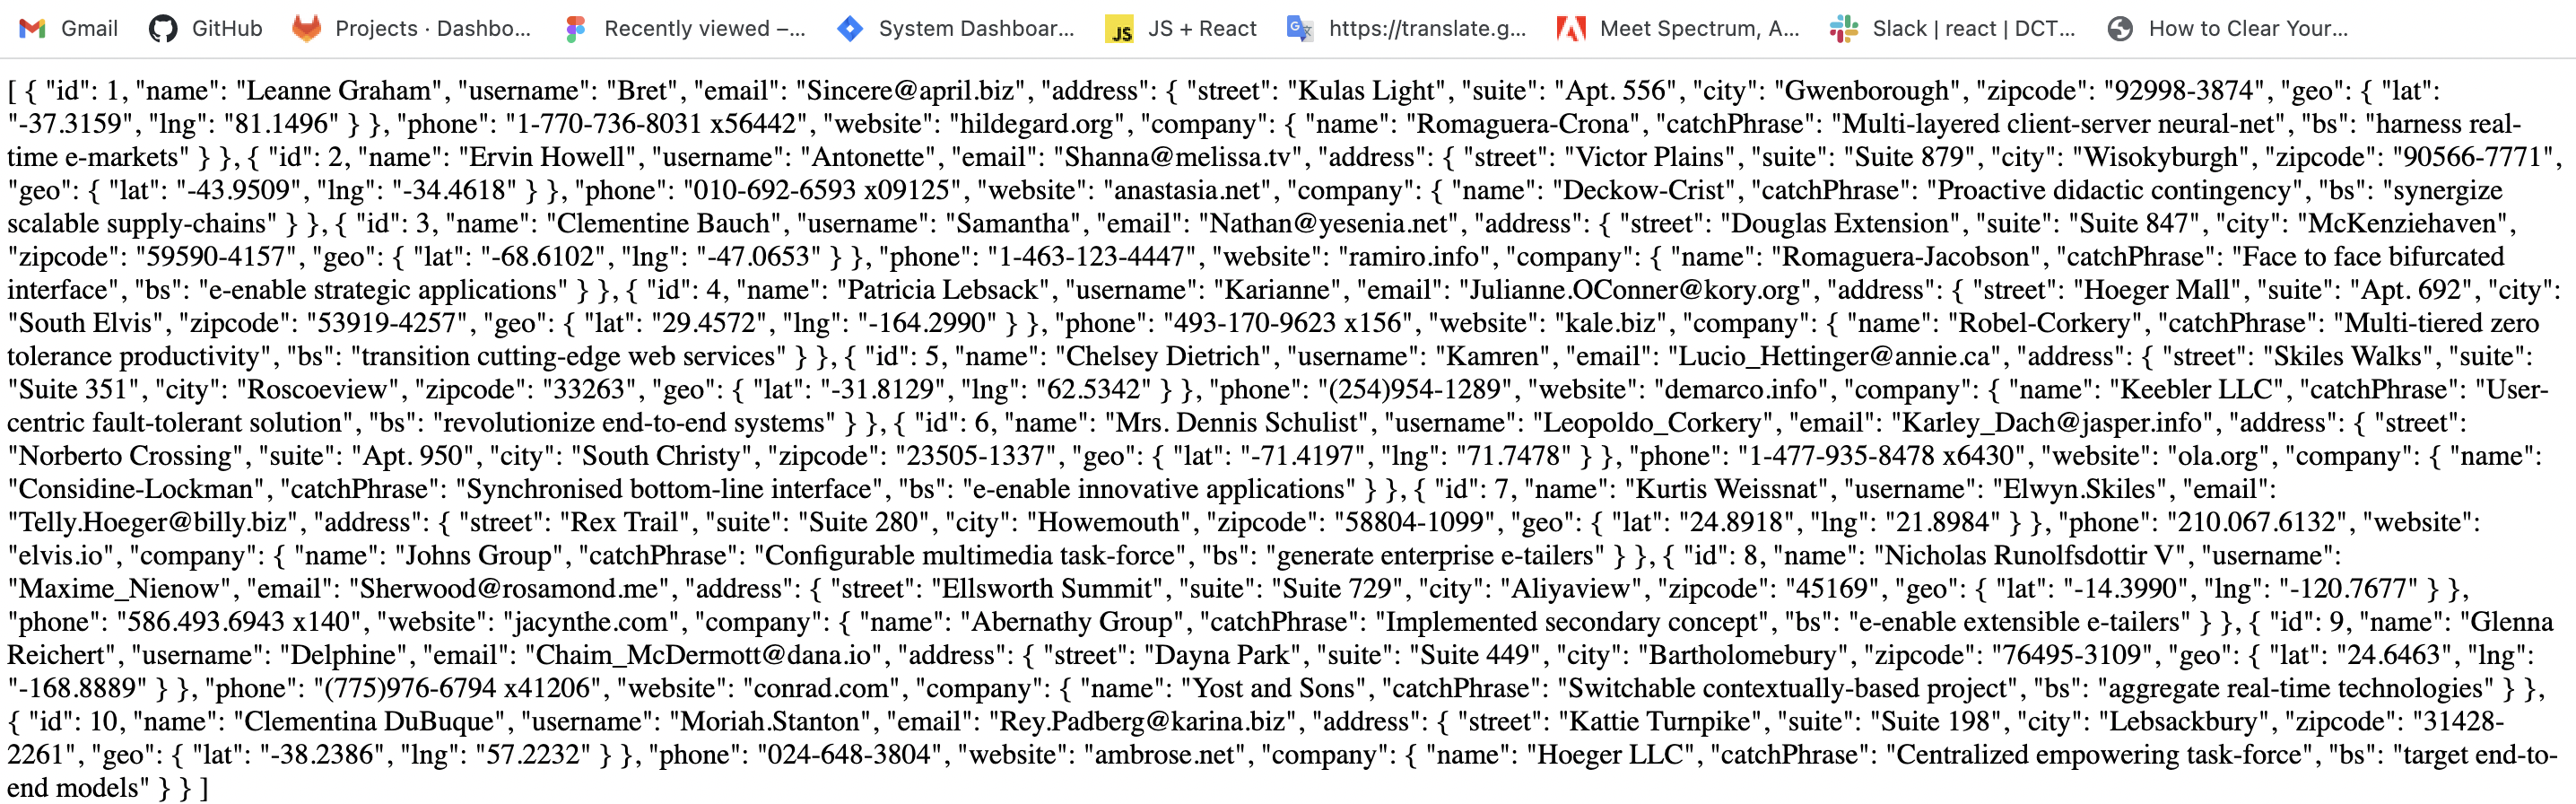 Gmail GitHub Projects · Dashbo... Recently viewed –... System Dashboar... JS JS + React https://translate.g... Meet Spectrum, A... Slack | react | DCT... How to Clear Your...
[ { "id": 1, "name": "Leanne Graham", "username": "Bret", "email": "Sincere@april.biz", "address": { "street": "Kulas Light", "suite": "Apt. 556", "city": "Gwenborough", "zipcode": "92998-3874", "geo": { "lat":
"-37.3159", "lng": "81.1496" } }, "phone": "1-770-736-8031 x56442", "website": "hildegard.org", "company": { "name": "Romaguera-Crona", "catchPhrase": "Multi-layered client-server neural-net", "bs": "harness real-
time e-markets" } }, { "id": 2, "name": "Ervin Howell", "username": "Antonette", "email": "Shanna@melissa.tv", "address": { "street": "Victor Plains", "suite": "Suite 879", "city": "Wisokyburgh", "zipcode": "90566-7771",
"geo": { "lat": "-43.9509", "lng": "-34.4618" } }, "phone": "010-692-6593 x09125", "website": "anastasia.net", "company": { "name": "Deckow-Crist", "catchPhrase": "Proactive didactic contingency", "bs": "synergize
scalable supply-chains" } }, { "id": 3, "name": "Clementine Bauch", "username": "Samantha", "email": "Nathan@yesenia.net", "address": { "street": "Douglas Extension", "suite": "Suite 847", "city": "McKenziehaven",
"zipcode": "59590-4157", "geo": { "lat": "-68.6102", "lng": "-47.0653" } }, "phone": "1-463-123-4447", "website": "ramiro.info", "company": { "name": "Romaguera-Jacobson", "catchPhrase": "Face to face bifurcated
interface", "bs": "e-enable strategic applications" } }, { "id": 4, "name": "Patricia Lebsack", "username": "Karianne", "email": "Julianne.OConner@kory.org", "address": { "street": "Hoeger Mall", "suite": "Apt. 692", "city":
"South Elvis", "zipcode": "53919-4257", "geo": { "lat": "29.4572", "lng": "-164.2990" } }, "phone": "493-170-9623 x156", "website": "kale.biz", "company": { "name": "Robel-Corkery", "catchPhrase": "Multi-tiered zero
tolerance productivity", "bs": "transition cutting-edge web services" } }, { "id": 5, "name": "Chelsey Dietrich", "username": "Kamren", "email": "Lucio_Hettinger@annie.ca", "address": { "street": "Skiles Walks", "suite":
"Suite 351", "city": "Roscoeview", "zipcode": "33263", "geo": { "lat": "-31.8129", "lng": "62.5342" } }, "phone": "(254)954-1289", "website": "demarco.info", "company": { "name": "Keebler LLC", "catchPhrase": "User-
centric fault-tolerant solution", "bs": "revolutionize end-to-end systems" } }, { "id": 6, "name": "Mrs. Dennis Schulist", "username": "Leopoldo_Corkery", "email": "Karley_Dach@jasper.info", "address": { "street":
"Norberto Crossing", "suite": "Apt. 950", "city": "South Christy", "zipcode": "23505-1337", "geo": { "lat": "-71.4197", "lng": "71.7478" } }, "phone": "1-477-935-8478 x6430", "website": "ola.org", "company": { "name":
"Considine-Lockman", "catchPhrase": "Synchronised bottom-line interface", "bs": "e-enable innovative applications" } }, { "id": 7, "name": "Kurtis Weissnat", "username": "Elwyn.Skiles", "email":
"Telly.Hoeger@billy.biz", "address": { "street": "Rex Trail", "suite": "Suite 280", "city": "Howemouth", "zipcode": "58804-1099", "geo": { "lat": "24.8918", "lng": "21.8984" } }, "phone": "210.067.6132", "website":
"elvis.io", "company": { "name": "Johns Group", "catchPhrase": "Configurable multimedia task-force", "bs": "generate enterprise e-tailers" } }, { "id": 8, "name": "Nicholas Runolfsdottir V", "username":
"Maxime_Nienow", "email": "Sherwood@rosamond.me", "address": { "street": "Ellsworth Summit", "suite": "Suite 729", "city": "Aliyaview", "zipcode": "45169", "geo": { "lat": "-14.3990", "lng": "-120.7677" } },
"phone": "586.493.6943 x140", "website": "jacynthe.com", "company": { "name": "Abernathy Group", "catchPhrase": "Implemented secondary concept", "bs": "e-enable extensible e-tailers" } }, { "id": 9, "name": "Glenna
Reichert", "username": "Delphine", "email": "Chaim_McDermott@dana.io", "address": { "street": "Dayna Park", "suite": "Suite 449", "city": "Bartholomebury", "zipcode": "76495-3109", "geo": { "lat": "24.6463", "lng":
"-168.8889" } }, "phone": "(775)976-6794 x41206", "website": "conrad.com", "company": { "name": "Yost and Sons", "catchPhrase": "Switchable contextually-based project", "bs": "aggregate real-time technologies" } },
{ "id": 10, "name": "Clementina DuBuque", "username": "Moriah.Stanton", "email": "Rey.Padberg@karina.biz", "address": { "street": "Kattie Turnpike", "suite": "Suite 198", "city": "Lebsackbury", "zipcode": "31428-
2261", "geo": { "lat": "-38.2386", "lng": "57.2232" } }, "phone": "024-648-3804", "website": "ambrose.net", "company": { "name": "Hoeger LLC", "catchPhrase": "Centralized empowering task-force", "bs": "target end-to-
end models" } } ]